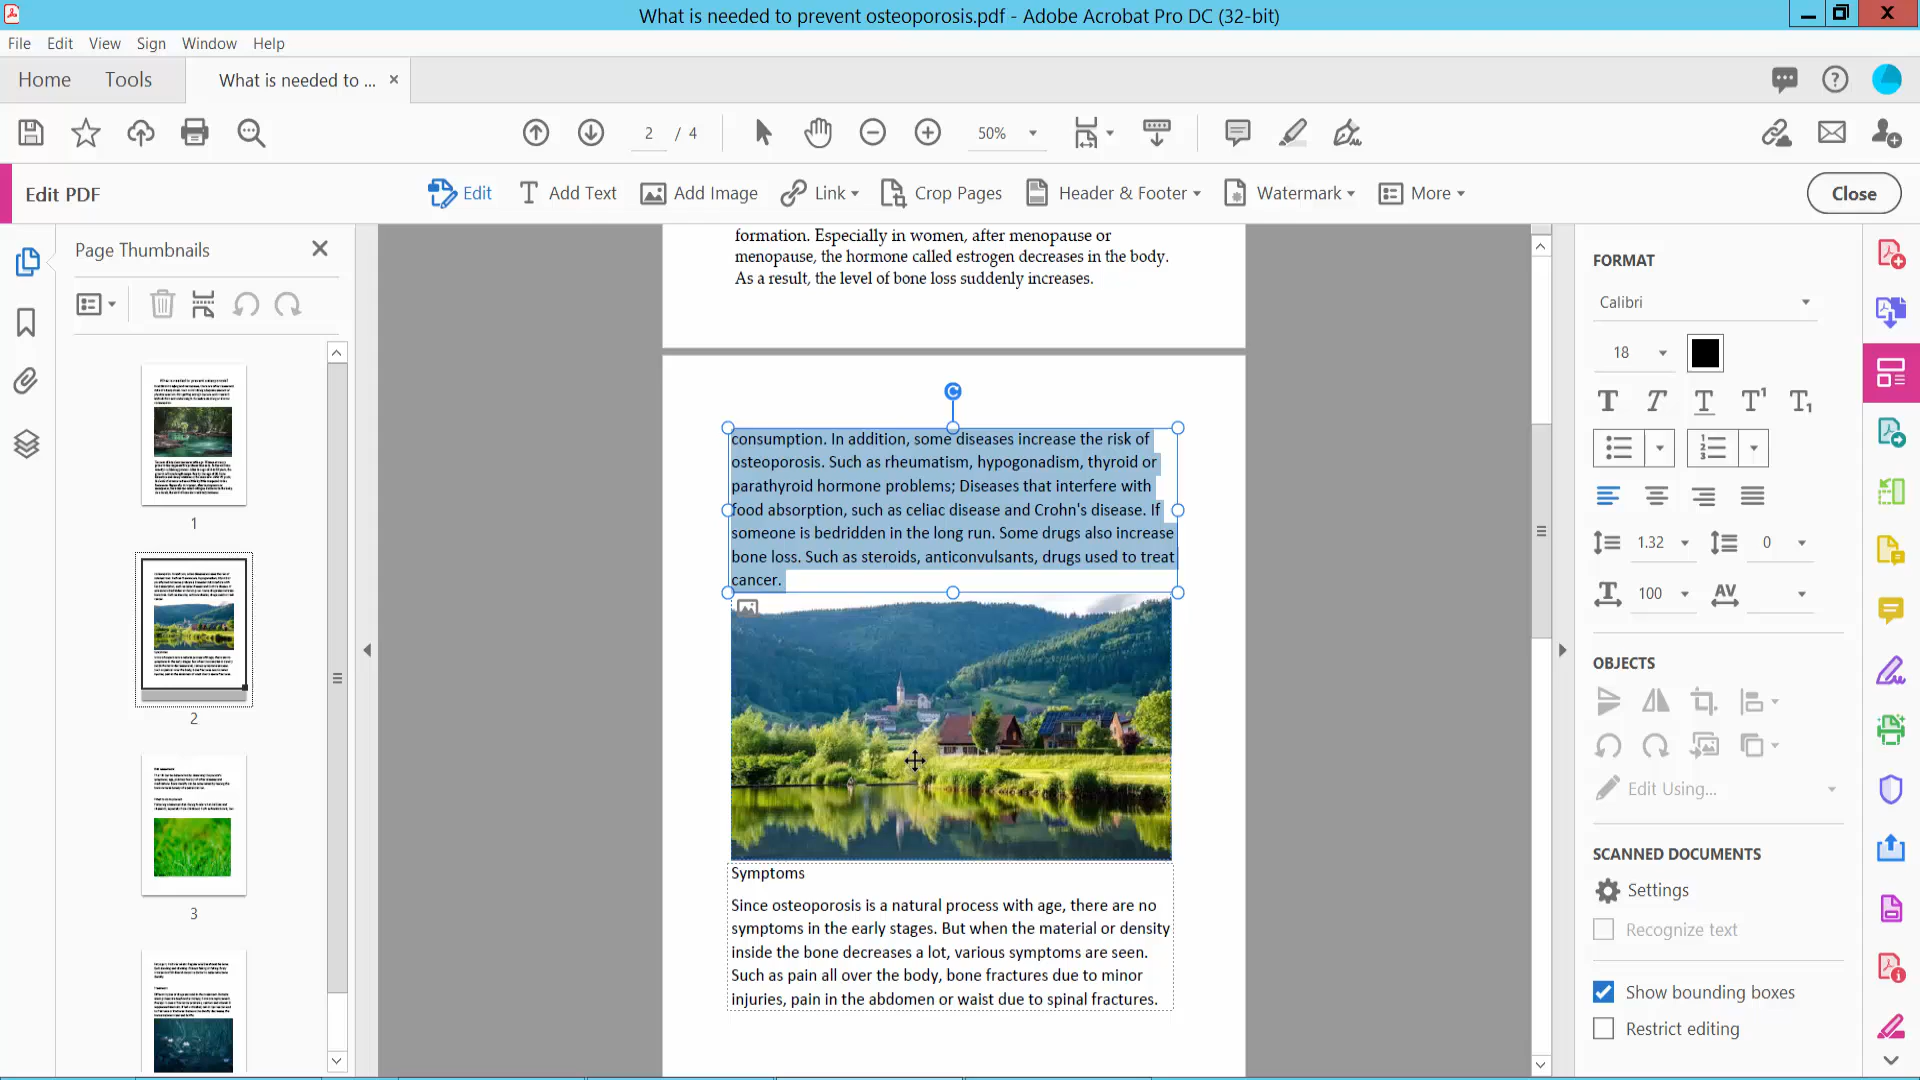 What is needed to prevent osteoporosis.pdf - Adobe Acrobat Pro DC (32-bit)
File Edit View Sign Window Help
Home Tools What is needed to ... ×
2 / 4 50%
Edit PDF Edit Add Text Add Image Link Crop Pages Header & Footer Watermark More Close
Page Thumbnails
1
2
3
formation. Especially in women, after menopause or
menopause, the hormone called estrogen decreases in the body.
As a result, the level of bone loss suddenly increases.
consumption. In addition, some diseases increase the risk of
osteoporosis. Such as rheumatism, hypogonadism, thyroid or
parathyroid hormone problems; Diseases that interfere with
food absorption, such as celiac disease and Crohn's disease. If
someone is bedridden in the long run. Some drugs also increase
bone loss. Such as steroids, anticonvulsants, drugs used to treat
cancer.
Symptoms
Since osteoporosis is a natural process with age, there are no
symptoms in the early stages. But when the material or density
inside the bone decreases a lot, various symptoms are seen.
Such as pain all over the body, bone fractures due to minor
injuries, pain in the abdomen or waist due to spinal fractures.
FORMAT
Calibri
18
1.32 0
100 AV
OBJECTS
Edit Using...
SCANNED DOCUMENTS
Settings
Recognize text
Show bounding boxes
Restrict editing